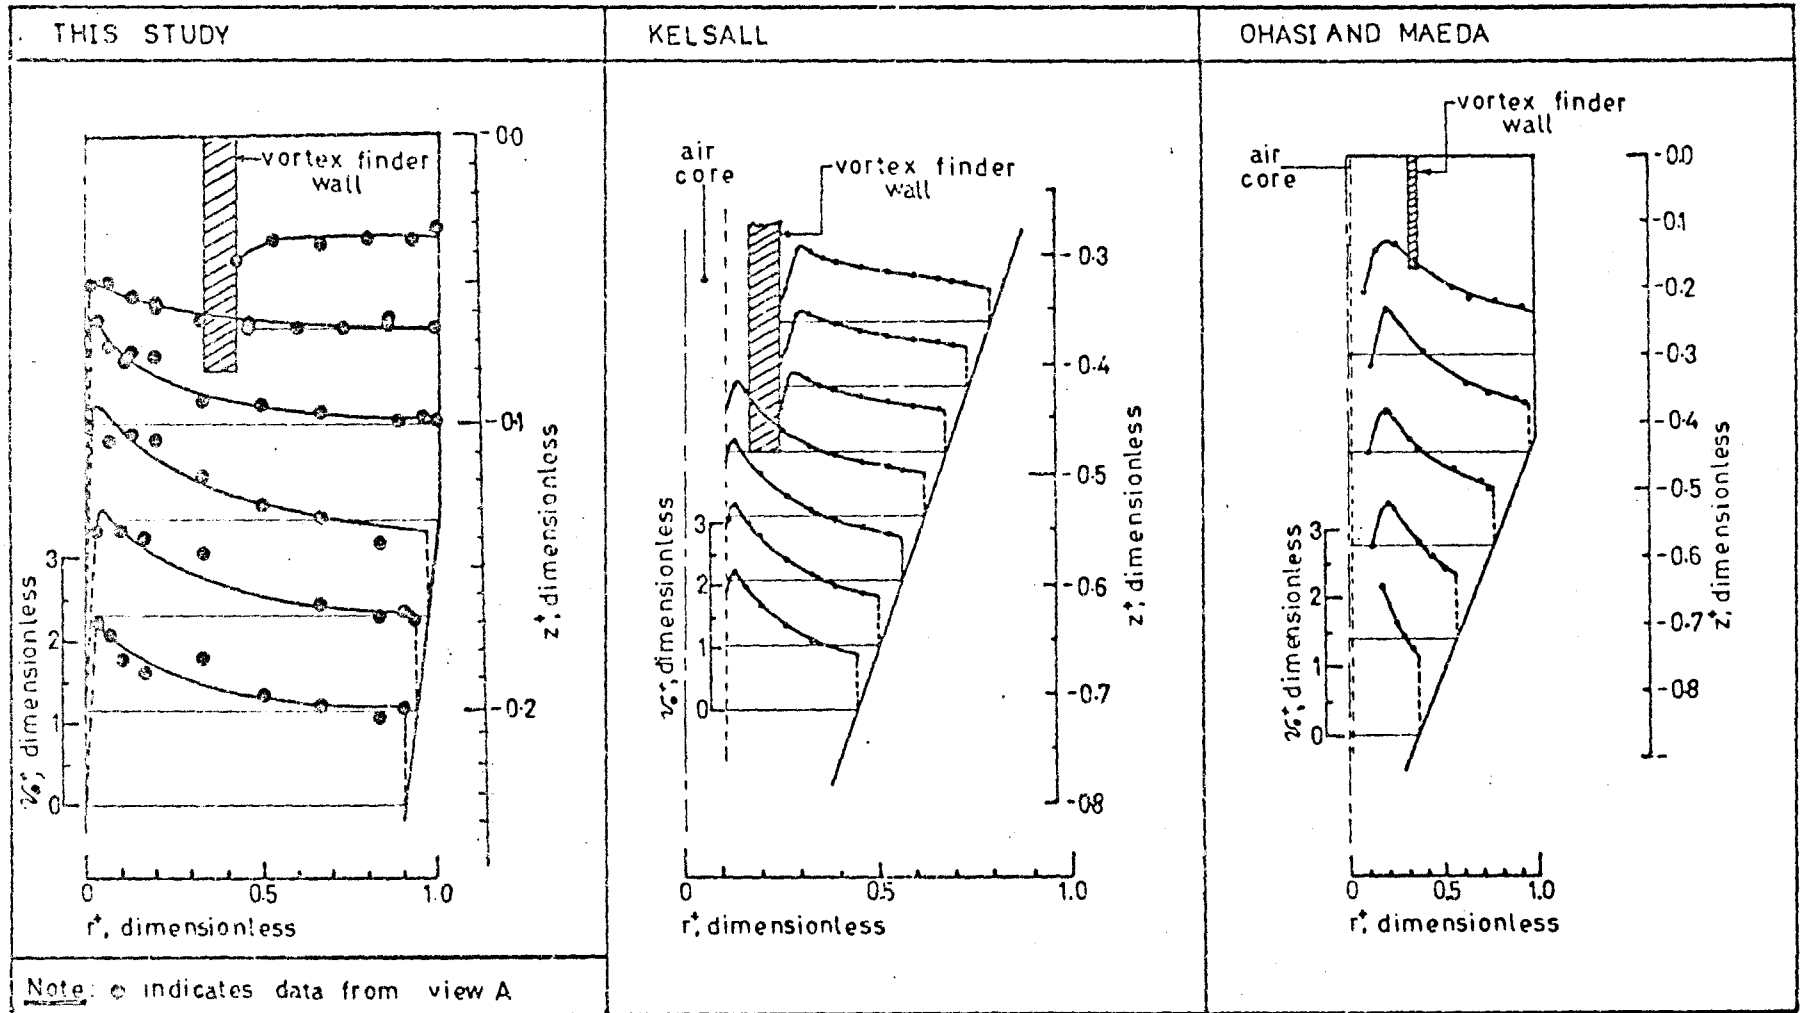 THIS STUDY
KELSALL
OHASI AND MAEDA
vortex finder
wall
-0.0
-0.1
-0.2
z⁺, dimensionless
3
2
1
0
v_θ⁺, dimensionless
0
0.5
1.0
r⁺, dimensionless
Note: indicates data from view A
air
core
vortex finder
wall
-0.3
-0.4
-0.5
-0.6
-0.7
-0.8
z⁺, dimensionless
3
2
1
0
v_θ⁺, dimensionless
0
0.5
1.0
r⁺, dimensionless
vortex finder
wall
air
core
-0.0
-0.1
-0.2
-0.3
-0.4
-0.5
-0.6
-0.7
-0.8
z⁺, dimensionless
3
2
1
0
v_θ⁺, dimensionless
0
0.5
1.0
r⁺, dimensionless